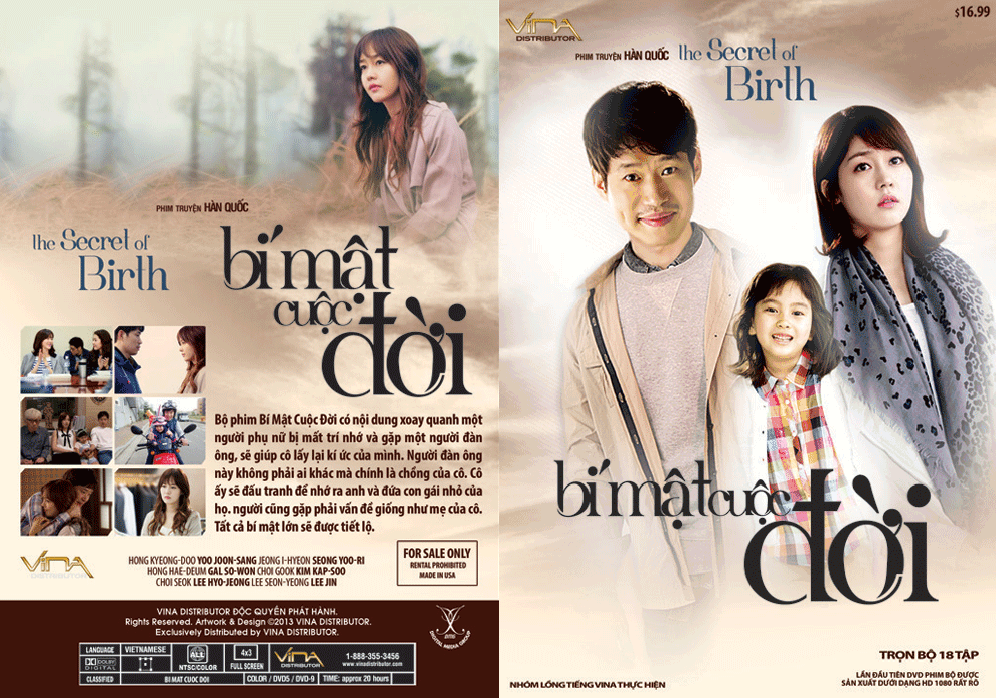 PHIM TRUYỆN HÀN QUỐC
the Secret of
Birth
bí mật
cuộc
đời
Bộ phim Bí Mật Cuộc Đời có nội dung xoay quanh một
người phụ nữ bị mất trí nhớ và gặp một người đàn
ông, sẽ giúp cô lấy lại kí ức của mình. Người đàn ông
này không phải ai khác mà chính là chồng của cô. Cô
ấy sẽ đấu tranh để nhớ ra anh và đứa con gái nhỏ của
họ. người cũng gặp phải vấn đề giống như mẹ của cô.
Tất cả bí mật lớn sẽ được tiết lộ.
VINA
DISTRIBUTOR
HONG KYEONG-DOO YOO JOON-SANG JEONG I-HYEON SEONG YOO-RI
HONG HAE-DEUM GAL SO-WON CHOI GOOK KIM KAP-SOO
CHOI SEOK LEE HYO-JEONG LEE SEON-YEONG LEE JIN
FOR SALE ONLY
RENTAL PROHIBITED
MADE IN USA
VINA DISTRIBUTOR ĐỘC QUYỀN PHÁT HÀNH.
Rights Reserved. Artwork & Design ©2013 VINA DISTRIBUTOR.
Exclusively Distributed by VINA DISTRIBUTOR.
DIGITAL MEDIA GROUP
LANGUAGE VIETNAMESE
DOLBY
DIGITAL
ALL
NTSC/COLOR
4x3
FULL SCREEN
VINA
DISTRIBUTOR
1-888-355-3456
www.vinadistributor.com
CLASSIFIED BI MAT CUOC DOI COLOR / DVD5 / DVD-9 TIME: approx 20 hours
VINA
DISTRIBUTOR
$16.99
PHIM TRUYỆN HÀN QUỐC the Secret of
Birth
bí mật cuộc
đời
TRỌN BỘ 18 TẬP
LẦN ĐẦU TIÊN DVD PHIM BỘ ĐƯỢC
SẢN XUẤT DƯỚI DẠNG HD 1080 RẤT RÕ
NHÓM LỒNG TIẾNG VINA THỰC HIỆN